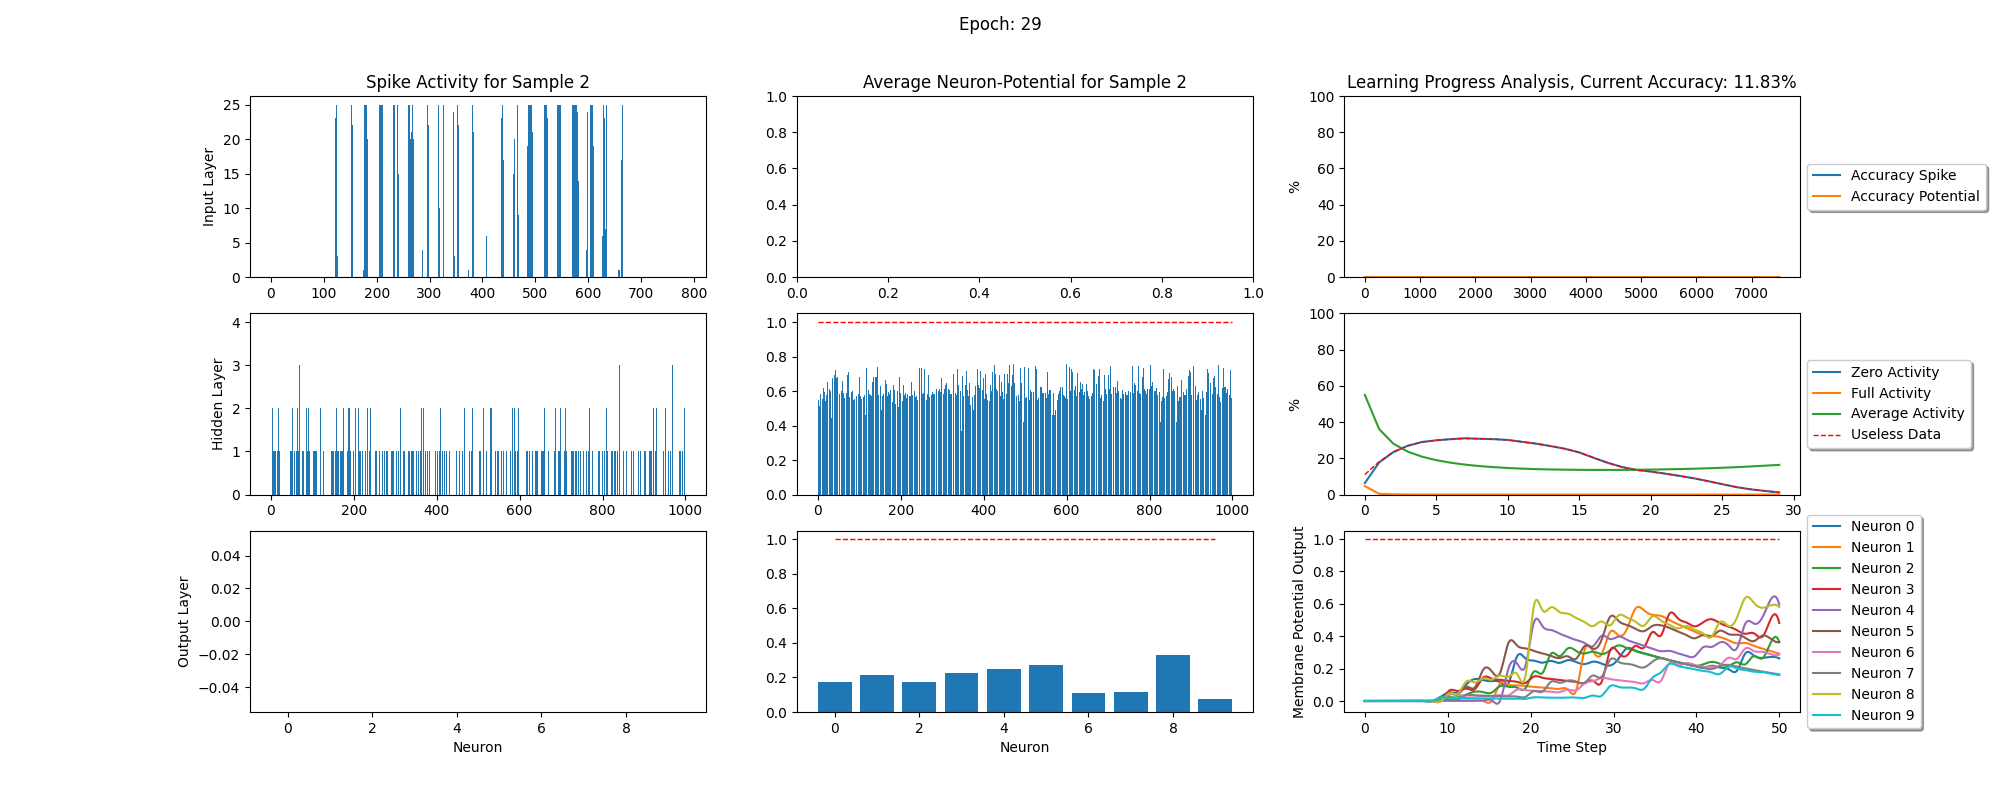 Epoch: 29
Spike Activity for Sample 2
Average Neuron-Potential for Sample 2
Learning Progress Analysis, Current Accuracy: 11.83%
Input Layer
25
20
15
10
5
0
0 100 200 300 400 500 600 700 800
1.0
0.8
0.6
0.4
0.2
0.0
0.0 0.2 0.4 0.6 0.8 1.0
%
100
80
60
40
20
0
0 1000 2000 3000 4000 5000 6000 7000
Accuracy Spike
Accuracy Potential
Hidden Layer
4
3
2
1
0
0 200 400 600 800 1000
1.0
0.8
0.6
0.4
0.2
0.0
0 200 400 600 800 1000
%
100
80
60
40
20
0
0 5 10 15 20 25 30
Zero Activity
Full Activity
Average Activity
Useless Data
Output Layer
0.04
0.02
0.00
−0.02
−0.04
0 2 4 6 8
Neuron
1.0
0.8
0.6
0.4
0.2
0.0
0 2 4 6 8
Neuron
Membrane Potential Output
1.0
0.8
0.6
0.4
0.2
0.0
0 10 20 30 40 50
Time Step
Neuron 0
Neuron 1
Neuron 2
Neuron 3
Neuron 4
Neuron 5
Neuron 6
Neuron 7
Neuron 8
Neuron 9